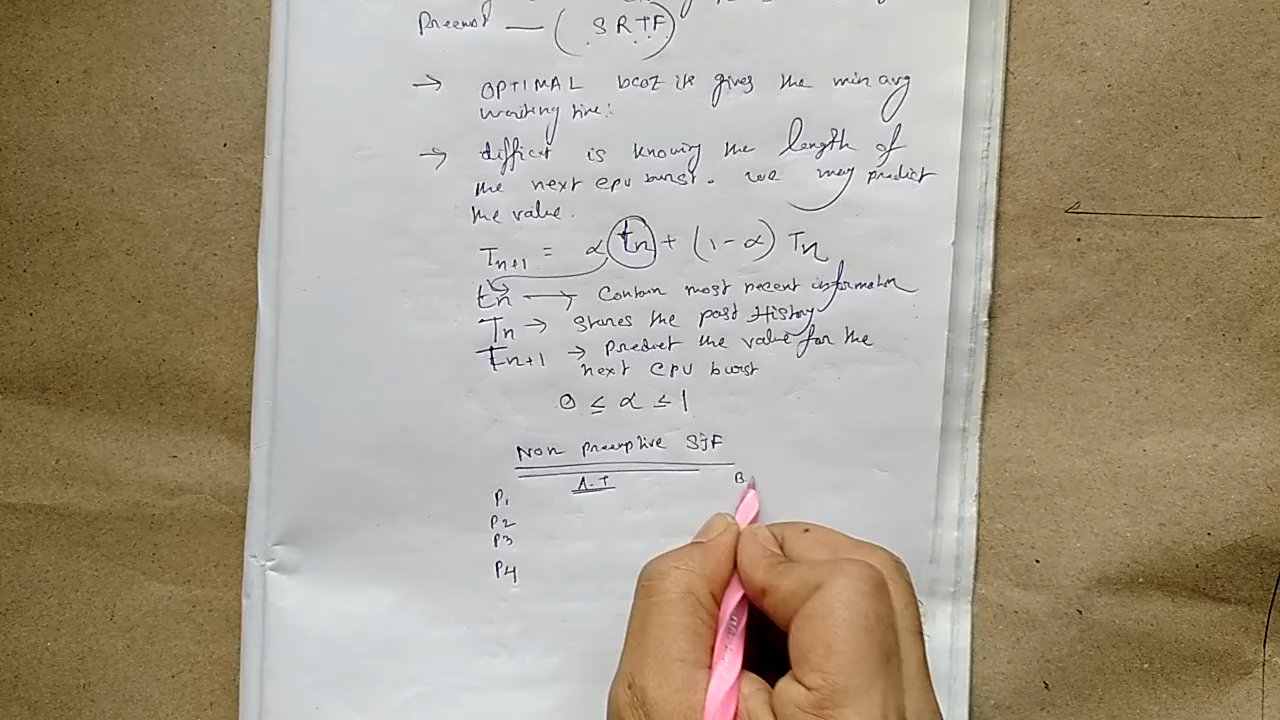 Preempt — (SRTF)
→ OPTIMAL bcoz it gives the min avg
waiting time.
→ difficut is knowing the length of
the next cpu burst. we may predict
the value.
Tn+1 = α tn + (1-α) Tn
tn → Contain most recent information
Tn → Stores the past History
Tn+1 → Predict the value for the
next CPU burst
0 ≤ α ≤ 1
Non Preemptive SJF
A.T B.
P1
P2
P3
P4